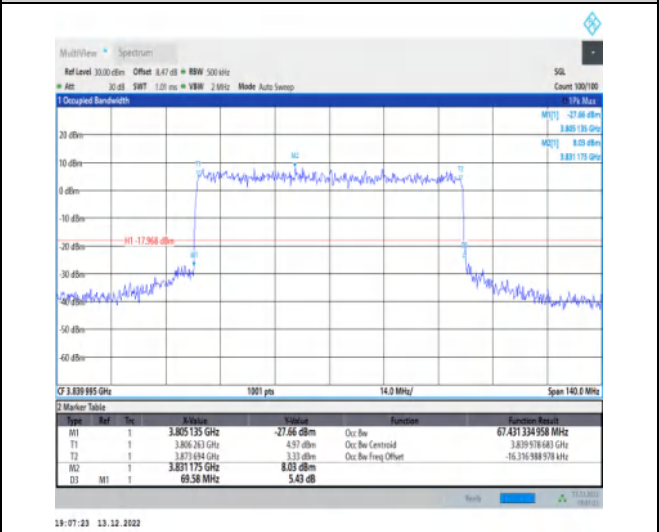 MultiView Spectrum
Ref Level 30.00 dBm Offset 8.47 dB RBW 500 kHz SGL
Att 30 dB SWT 1.01 ms VBW 2 MHz Mode Auto Sweep Count 100/100
1 Occupied Bandwidth 1Pk Max
M1[1] -27.66 dBm
3.805 135 GHz
M2[1] 8.03 dBm
3.831 175 GHz
20 dBm
10 dBm
0 dBm
-10 dBm
H1 -17.968 dBm
-20 dBm
-30 dBm
-40 dBm
-50 dBm
-60 dBm
M2
T1
M1
CF 3.839 995 GHz 1001 pts 14.0 MHz/ Span 140.0 MHz
2 Marker Table
Type Ref Trc X-Value Y-Value Function Function Result
M1 1 3.805 135 GHz -27.66 dBm Occ Bw 67.431 334 958 MHz
T1 1 3.806 263 GHz 4.97 dBm Occ Bw Centroid 3.839 978 683 GHz
T2 1 3.873 694 GHz 3.33 dBm Occ Bw Freq Offset -16.316 988 978 kHz
M2 1 3.831 175 GHz 8.03 dBm
D3 M1 1 69.58 MHz 5.43 dB
Ready 13.12.2022
19:07:23
19:07:23 13.12.2022